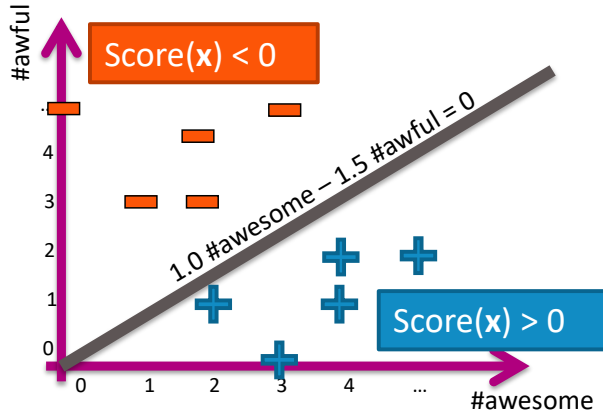 #awful
Score(x) < 0
...
4
3
2
1
0
1.0 #awesome – 1.5 #awful = 0
Score(x) > 0
0 1 2 3 4 ...
#awesome